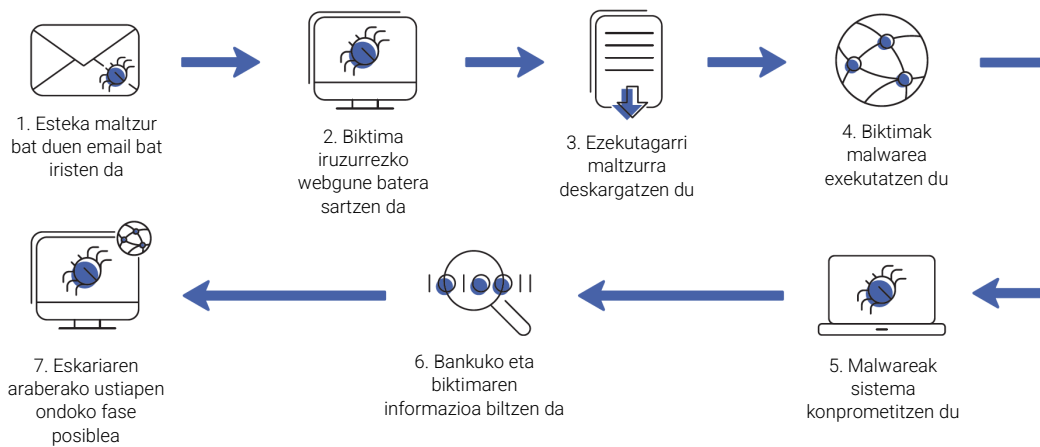 1. Esteka maltzur
bat duen email bat
iristen da
2. Biktima
iruzurrezko
webgune batera
sartzen da
3. Ezekutagarri
maltzurra
deskargatzen du
4. Biktimak
malwarea
exekutatzen du
5. Malwareak
sistema
konprometitzen du
6. Bankuko eta
biktimaren
informazioa biltzen da
7. Eskariaren
araberako ustiapen
ondoko fase
posiblea